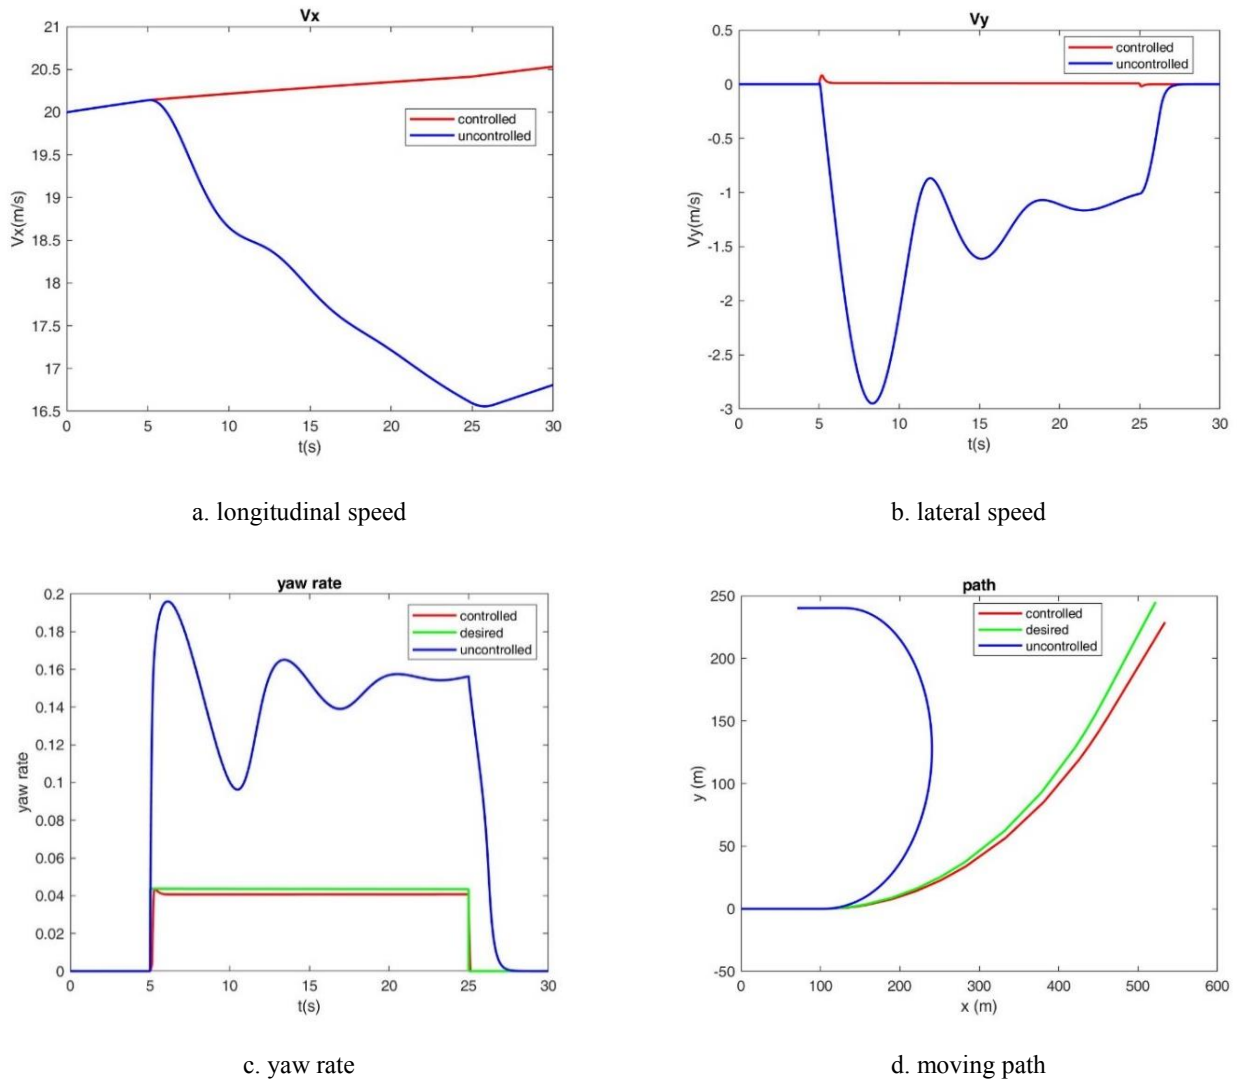 Vx
21
20.5
20
19.5
19
18.5
18
17.5
17
16.5
Vx(m/s)
0 5 10 15 20 25 30
t(s)
controlled
uncontrolled
a. longitudinal speed
Vy
0.5
0
-0.5
-1
-1.5
-2
-2.5
-3
Vy(m/s)
0 5 10 15 20 25 30
t(s)
controlled
uncontrolled
b. lateral speed
yaw rate
0.2
0.18
0.16
0.14
0.12
0.1
0.08
0.06
0.04
0.02
0
yaw rate
0 5 10 15 20 25 30
t(s)
controlled
desired
uncontrolled
c. yaw rate
path
250
200
150
100
50
0
-50
y (m)
0 100 200 300 400 500 600
x (m)
controlled
desired
uncontrolled
d. moving path